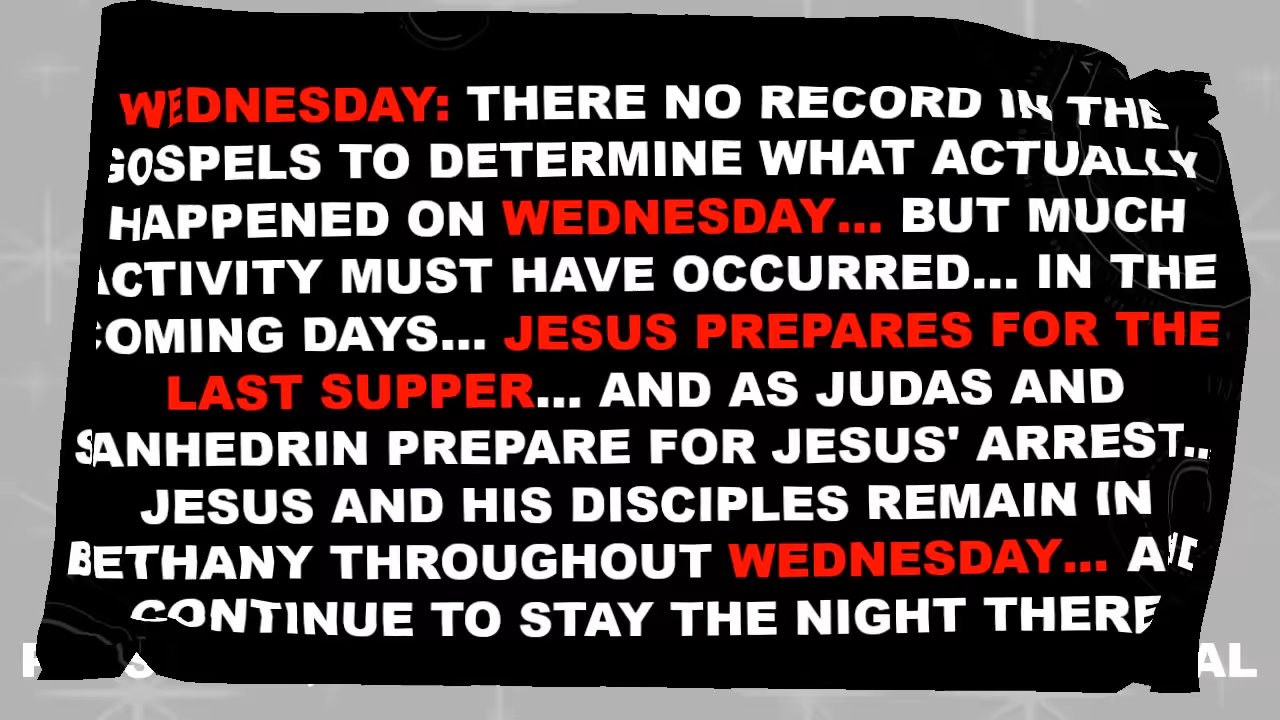 WEDNESDAY: THERE NO RECORD IN THE
GOSPELS TO DETERMINE WHAT ACTUALLY
HAPPENED ON WEDNESDAY... BUT MUCH
ACTIVITY MUST HAVE OCCURRED... IN THE
COMING DAYS... JESUS PREPARES FOR THE
LAST SUPPER... AND AS JUDAS AND
SANHEDRIN PREPARE FOR JESUS' ARREST...
JESUS AND HIS DISCIPLES REMAIN IN
BETHANY THROUGHOUT WEDNESDAY... AND
CONTINUE TO STAY THE NIGHT THERE